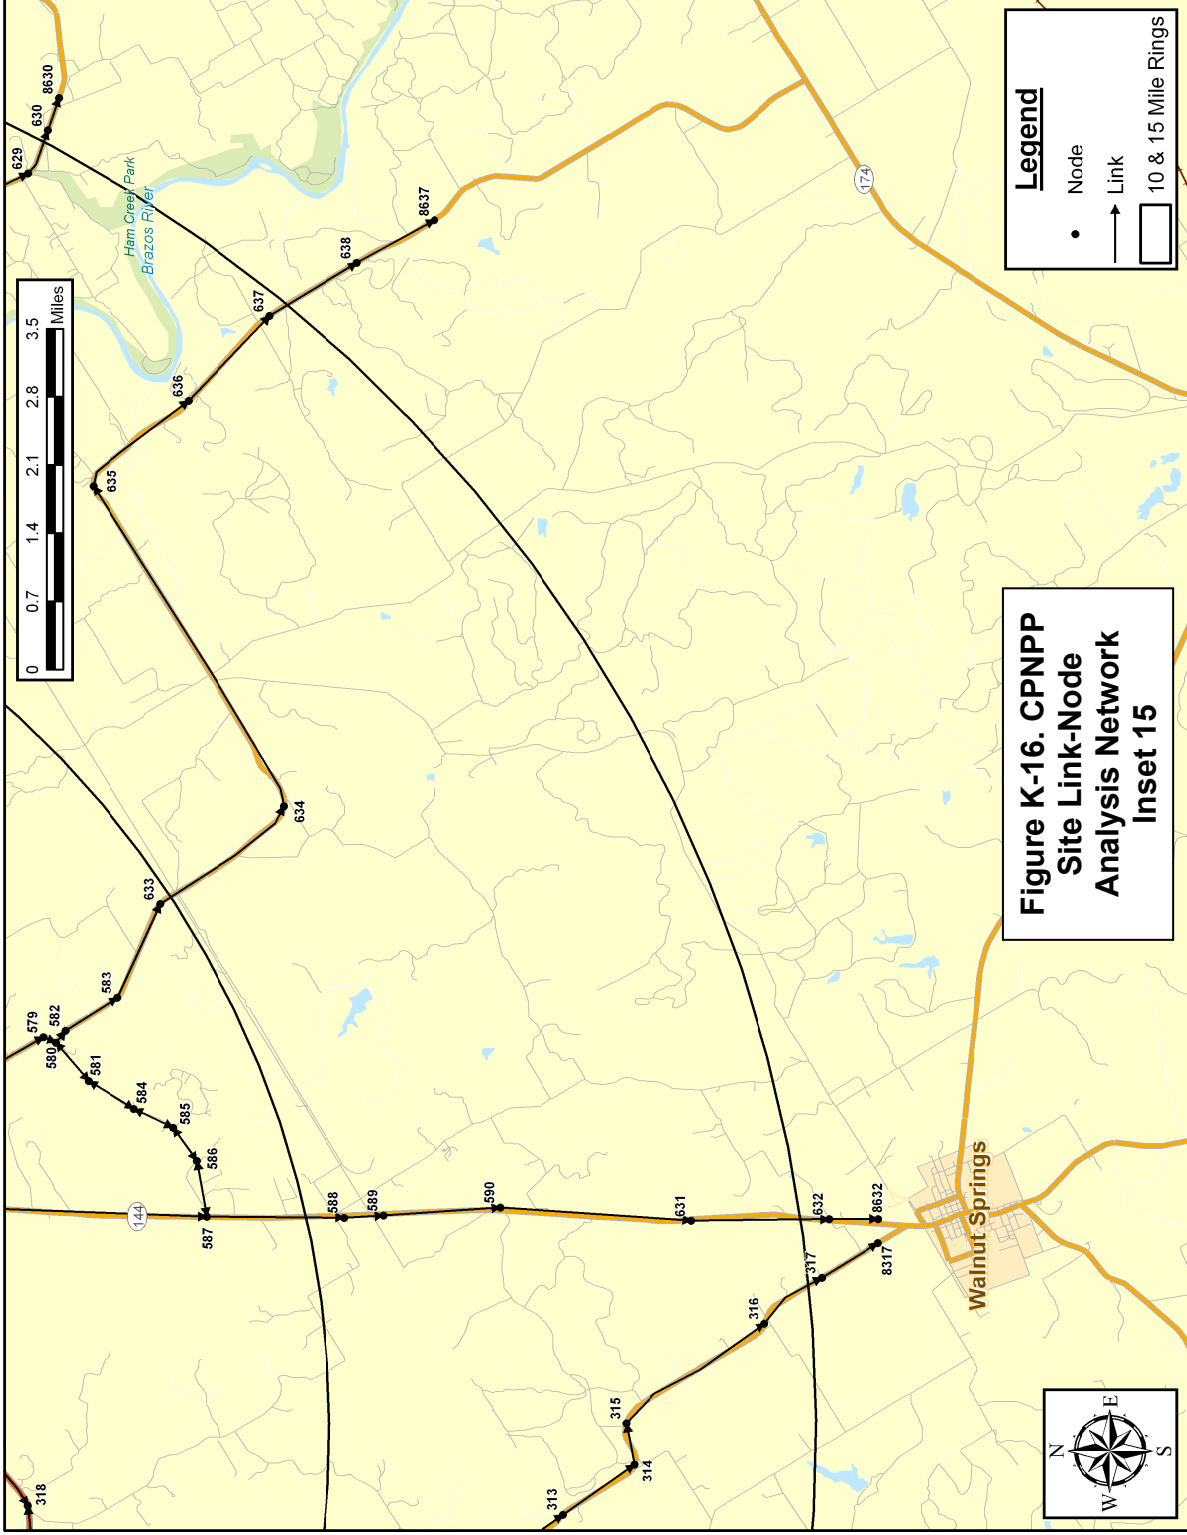 318
313
314
315
316
317
8317
144
587
588
589
590
631
632
8632
586
585
584
581
580
579
582
583
633
634
635
636
637
638
8637
629
630
8630
Ham Creek Park
Brazos River
174
Walnut Springs
0 0.7 1.4 2.1 2.8 3.5
Miles
Figure K-16. CPNPP
Site Link-Node
Analysis Network
Inset 15
Legend
Node
Link
10 & 15 Mile Rings
N
W E
S